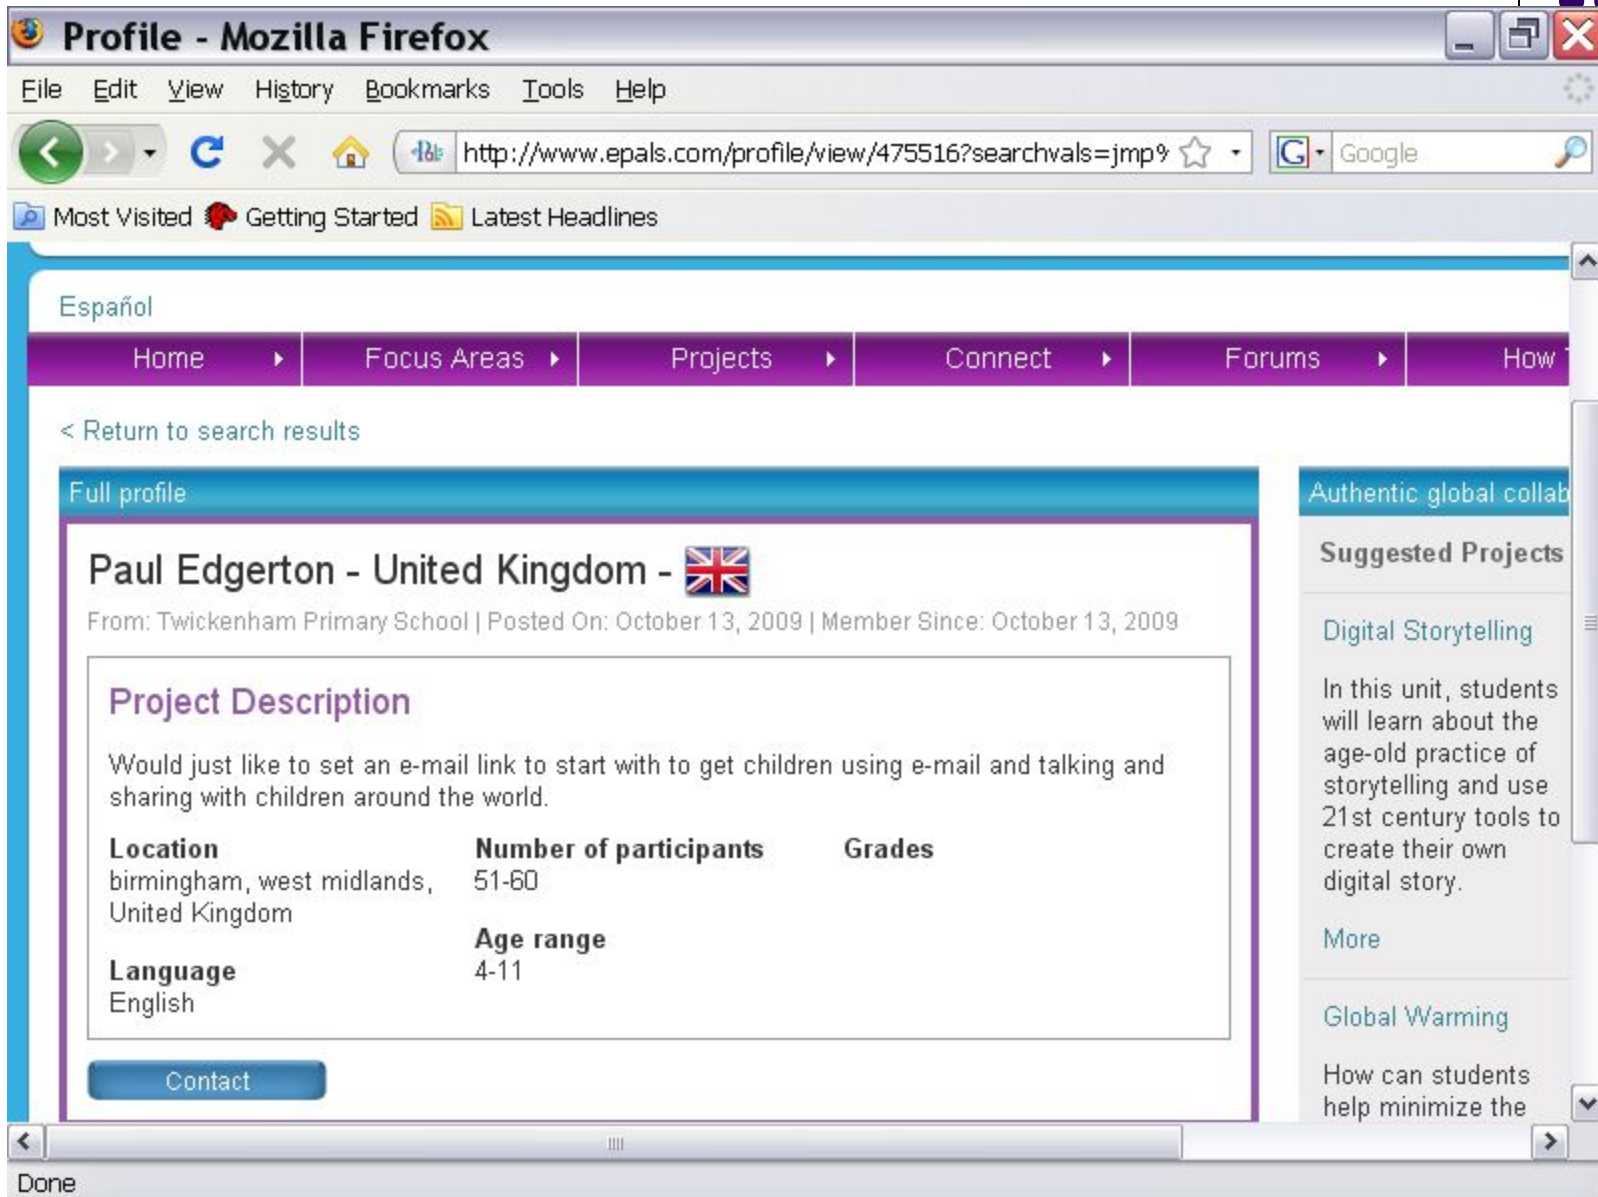 Profile - Mozilla Firefox
File Edit View History Bookmarks Tools Help
http://www.epals.com/profile/view/475516?searchvals=jmp%
Google
Most Visited Getting Started Latest Headlines
Español
Home Focus Areas Projects Connect Forums How
< Return to search results
Full profile
Paul Edgerton - United Kingdom -
From: Twickenham Primary School | Posted On: October 13, 2009 | Member Since: October 13, 2009
Project Description
Would just like to set an e-mail link to start with to get children using e-mail and talking and
sharing with children around the world.
Location
birmingham, west midlands,
United Kingdom
Language
English
Number of participants
51-60
Age range
4-11
Grades
Contact
Authentic global collab
Suggested Projects
Digital Storytelling
In this unit, students
will learn about the
age-old practice of
storytelling and use
21st century tools to
create their own
digital story.
More
Global Warming
How can students
help minimize the
Done